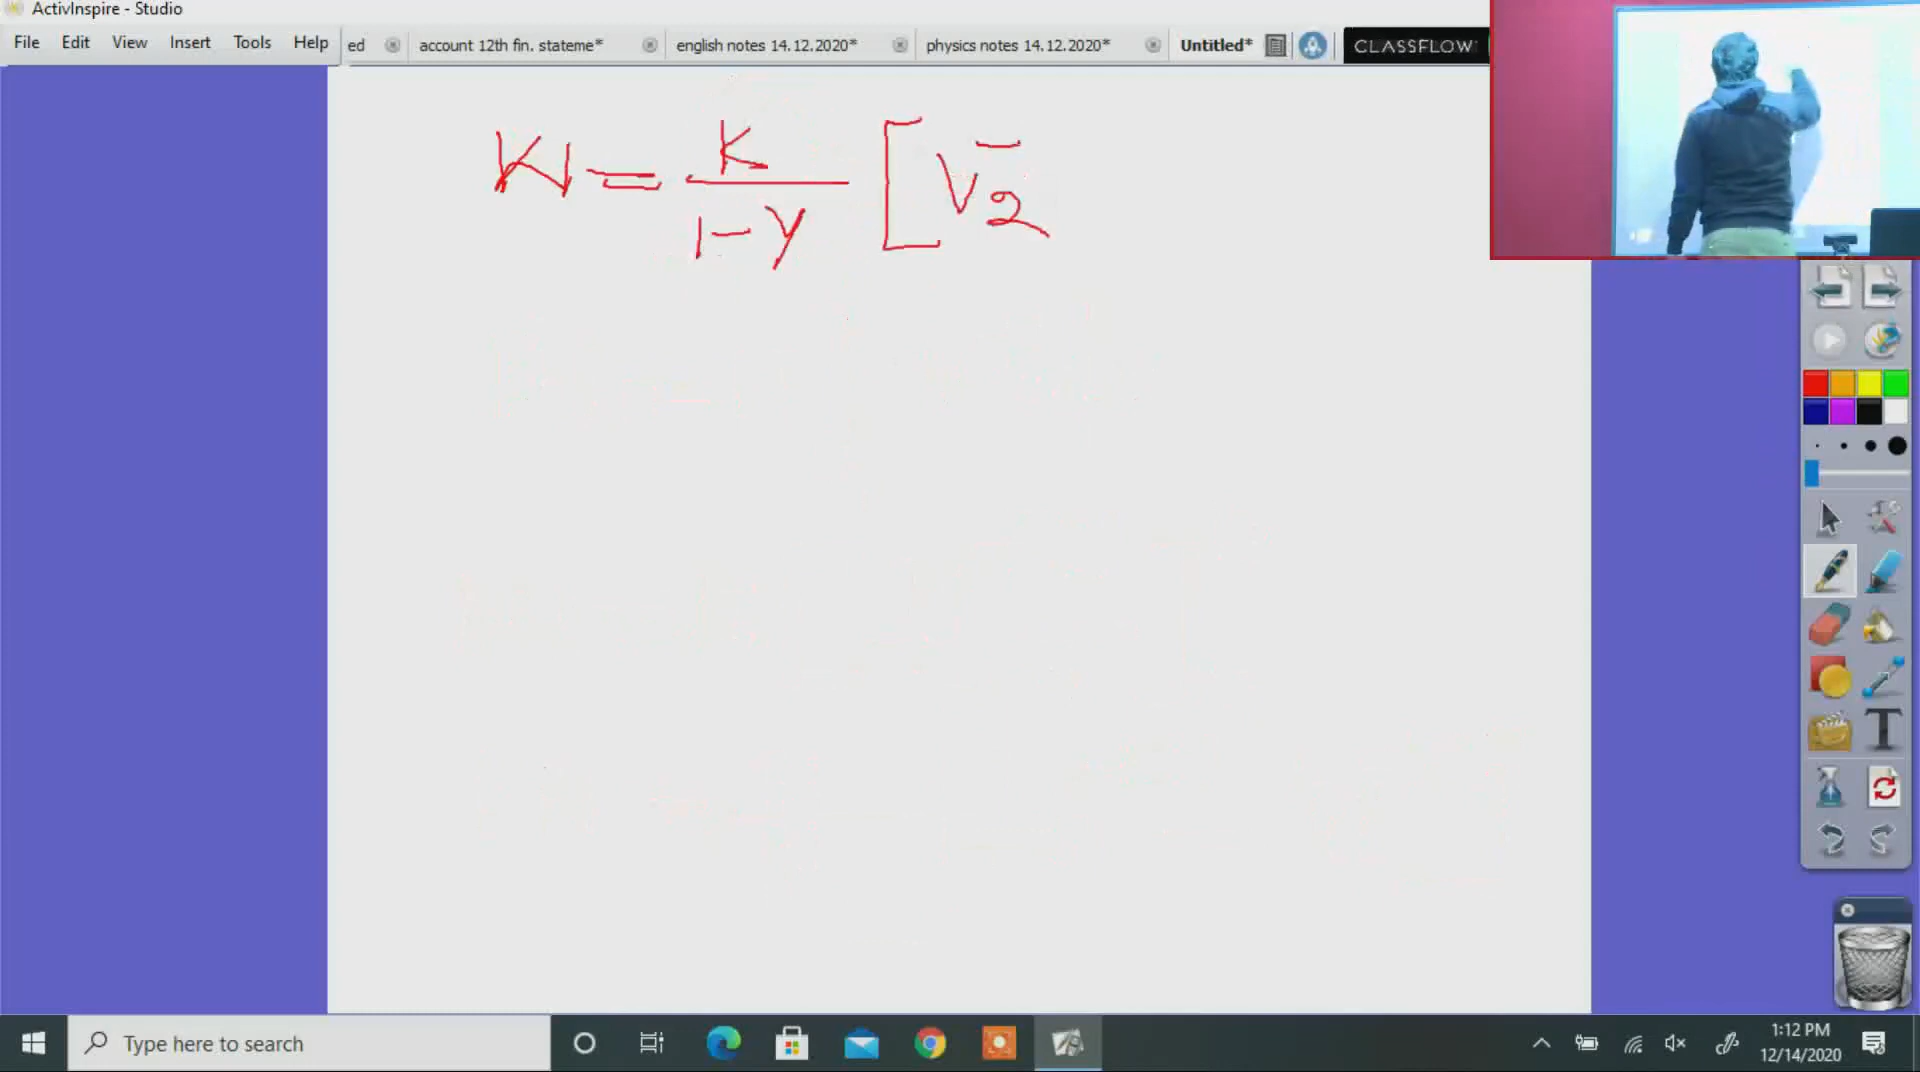 ActivInspire - Studio
File Edit View Insert Tools Help ed account 12th fin. stateme* english notes 14.12.2020* physics notes 14.12.2020* Untitled* CLASSFLOW
K
= [V̄2
1-γ
T
Type here to search
1:12 PM
12/14/2020